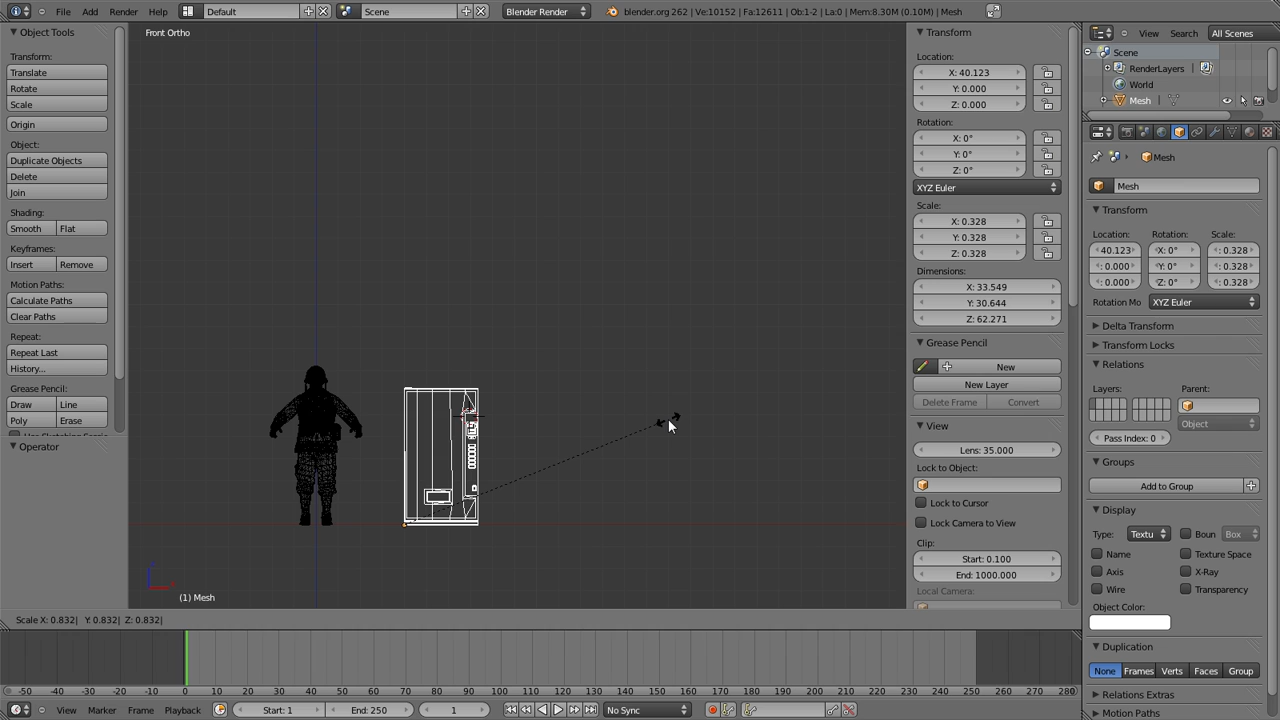 File Add Render Help Default Scene Blender Render blender.org 262 | Ve:10152 | Fa:12611 | Ob:1-2 | La:0 | Mem:8.30M (0.10M) | Mesh
Object Tools
Transform:
Translate
Rotate
Scale
Origin
Object:
Duplicate Objects
Delete
Join
Shading:
Smooth Flat
Keyframes:
Insert Remove
Motion Paths:
Calculate Paths
Clear Paths
Repeat:
Repeat Last
History...
Grease Pencil:
Draw Line
Poly Erase
Operator
Front Ortho
(1) Mesh
Transform
Location:
X: 40.123
Y: 0.000
Z: 0.000
Rotation:
X: 0°
Y: 0°
Z: 0°
XYZ Euler
Scale:
X: 0.328
Y: 0.328
Z: 0.328
Dimensions:
X: 33.549
Y: 30.644
Z: 62.271
Grease Pencil
New
New Layer
Delete Frame Convert
View
Lens: 35.000
Lock to Object:
Lock to Cursor
Lock Camera to View
Clip:
Start: 0.100
End: 1000.000
Local Camera:
View Search All Scenes
Scene
RenderLayers
World
Mesh
Mesh
Mesh
Transform
Location: Rotation: Scale:
40.123 X: 0° : 0.328
: 0.000 Y: 0° : 0.328
: 0.000 Z: 0° : 0.328
Rotation Mo XYZ Euler
Delta Transform
Transform Locks
Relations
Layers: Parent:
Object
Pass Index: 0
Groups
Add to Group
Display
Type: Textu Boun Box
Name Texture Space
Axis X-Ray
Wire Transparency
Object Color:
Duplication
None Frames Verts Faces Group
Relations Extras
Motion Paths
Scale X: 0.832| Y: 0.832| Z: 0.832|
-50 -40 -30 -20 -10 0 10 20 30 40 50 60 70 80 90 100 110 120 130 140 150 160 170 180 190 200 210 220 230 240 250 260 270 280
View Marker Frame Playback Start: 1 End: 250 1 No Sync